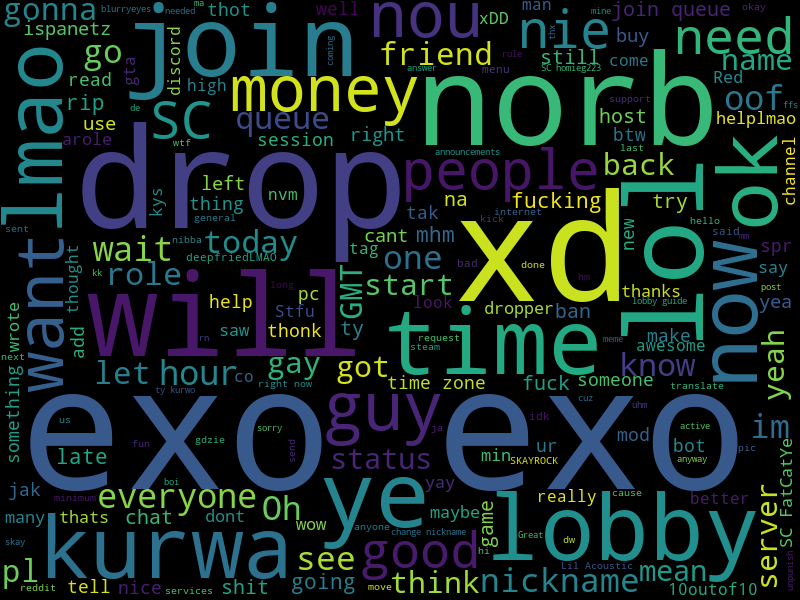 blurryeyes
needed
ma
gonna
thot
well
man
mine
okay
join
nou
xDD
nie
join queue
need
ispanetz
go
discord
friend
still
buy
coming
thx
rule
lmao
read
gta
high
money
answer
menu
SC homieg223
come
name
rip
de
SC
norb
Red
oof
ffs
use
queue
support
host
helplmao
arole
session
right
btw
channel
wtf
drop
announcements
last
ok
kys
left
people
back
thing
nvm
na
fucking
lol
try
sent
general
tak
kick
internet
xd
hello
want
nibba
today
tag
cant
mhm
new
said
mm
wait
deepfriedLMAO
one
bad
done
now
spr
thought
kk
role
will
GMT
start
hm
say
long
look
lobby guide
post
add
help
pc
dropper
thanks
yea
Stfu
ban
saw
thonk
ty
time
make
meme
awesome
rn
request
something wrote
let
hour
co
gay
got
steam
know
yeah
next
right now
time zone
fuck
someone
translate
exo exo
ty kurwo
guy
cuz
uhm
us
idk
active
fun
gdzie
sorry
ja
ur
mod
im
late
send
status
min
SKAYROCK
bot
pic
anyway
jak
boi
yay
cause
better
SC FatCatYe
minimum
everyone
ye
really
many
thats
chat
dont
Oh
wow
maybe
game
lobby
server
skay
anyone
change nickname
Great
dw
kurwa
see
good
hi
Lil Acoustic
mean
unpunish
pl
reddit
tell
nice
services
shit
going
move
think
nickname
10outof10